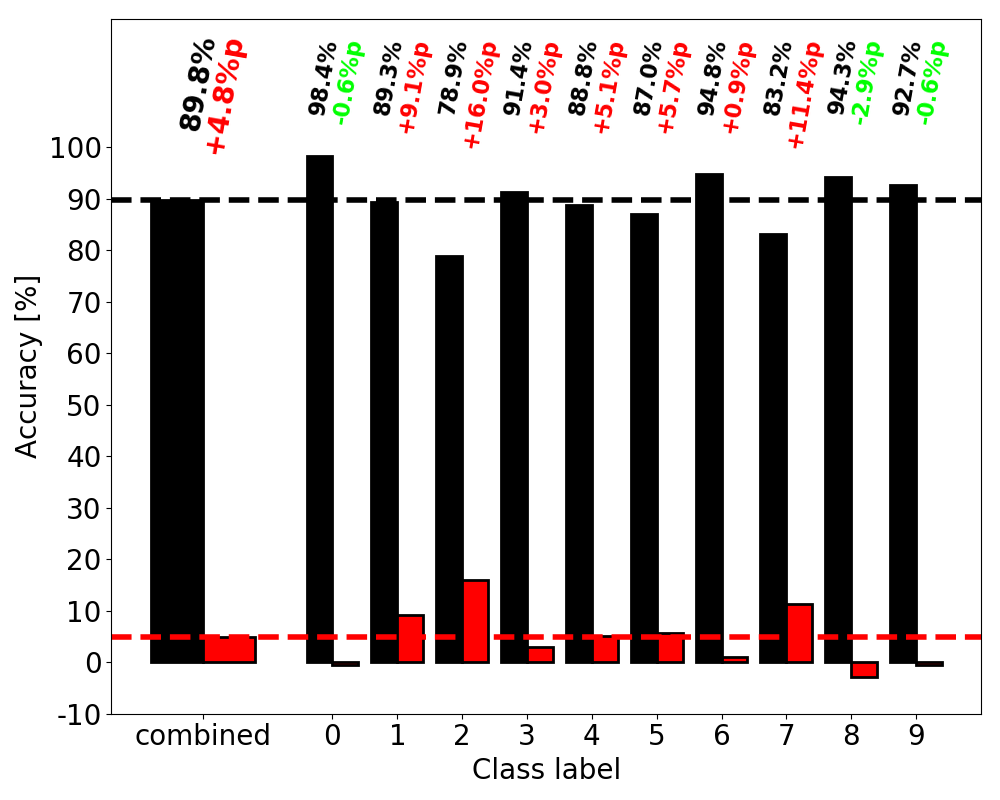 89.8%
+4.8%p
98.4%
-0.6%p
89.3%
+9.1%p
78.9%
+16.0%p
91.4%
+3.0%p
88.8%
+5.1%p
87.0%
+5.7%p
94.8%
+0.9%p
83.2%
+11.4%p
94.3%
-2.9%p
92.7%
-0.6%p
100
90
80
70
60
50
40
30
20
10
0
-10
Accuracy [%]
combined 0 1 2 3 4 5 6 7 8 9
Class label